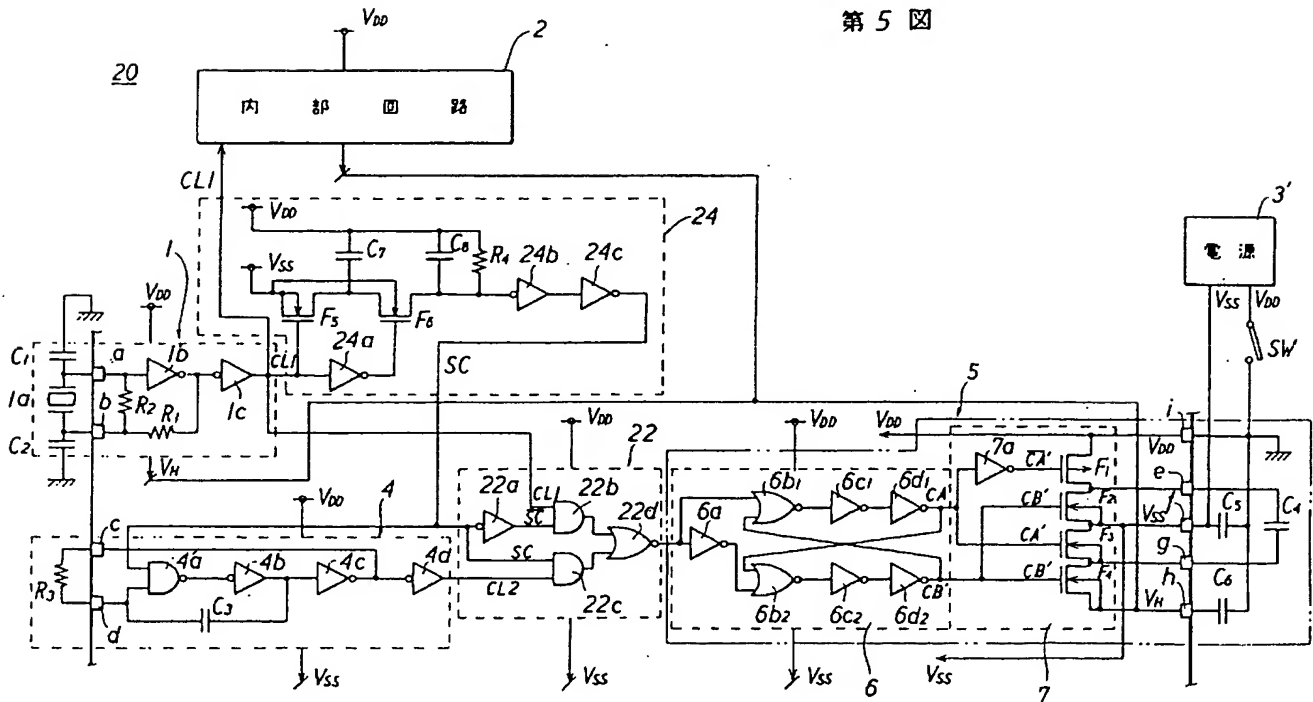 第 5 図
20
VDD
2
内 部 回 路
CL1
VDD
24
C7
C8
R4
24b
24c
VSS
F5
F6
3'
電 源
VSS
VDD
SW
1
VDD
C1
a
1b
1c
CL1
24a
SC
1a
b
R2
R1
C2
VH
VDD
22
VDD
5
VDD
i
VDD
7a
CA'
F1
e
22a
CL1
22b
SC
22d
6b1
6c1
6d1
CA'
CB'
F2
f
VSS
C5
C4
6a
VDD
4
c
4'a
4b
4c
4d
SC
CL2
22c
CA'
F3
g
R3
C3
d
6b2
6c2
6d2
CB'
CB'
F4
h
VH
C6
VSS
VSS
VSS
6
VSS
7